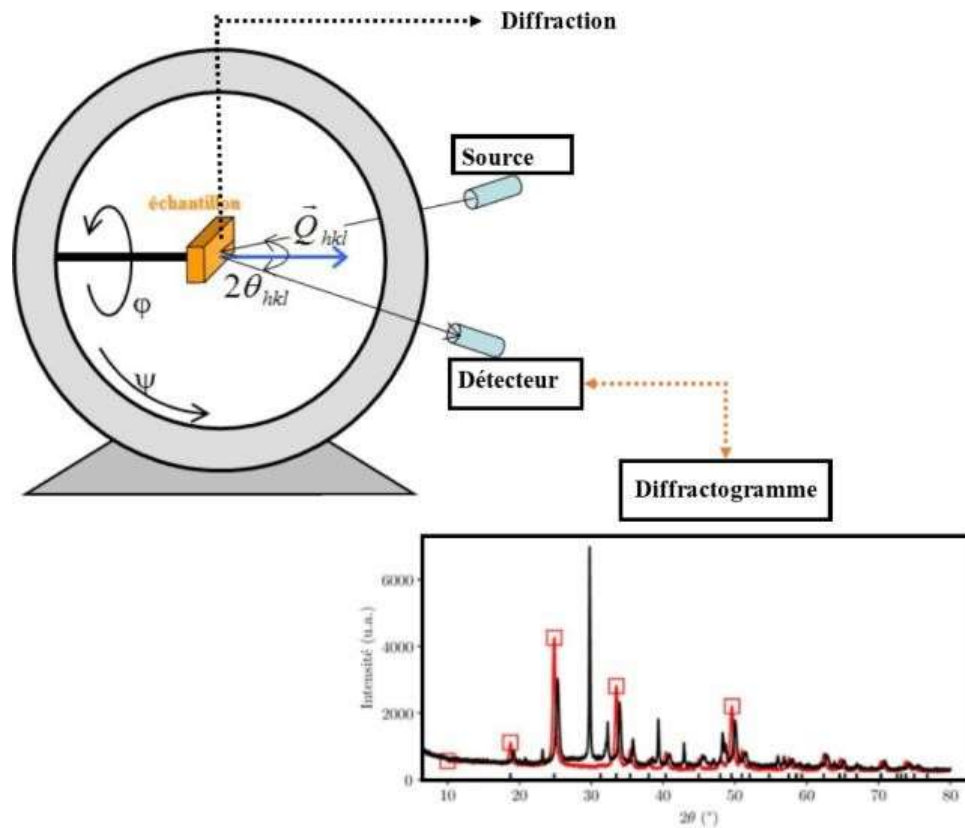 Diffraction
Source
échantillon
Q hkl
2θ hkl
φ
ψ
Détecteur
Diffractogramme
Intensité (u.a.)
6000
4000
2000
0
10 20 30 40 50 60 70 80
2θ (°)